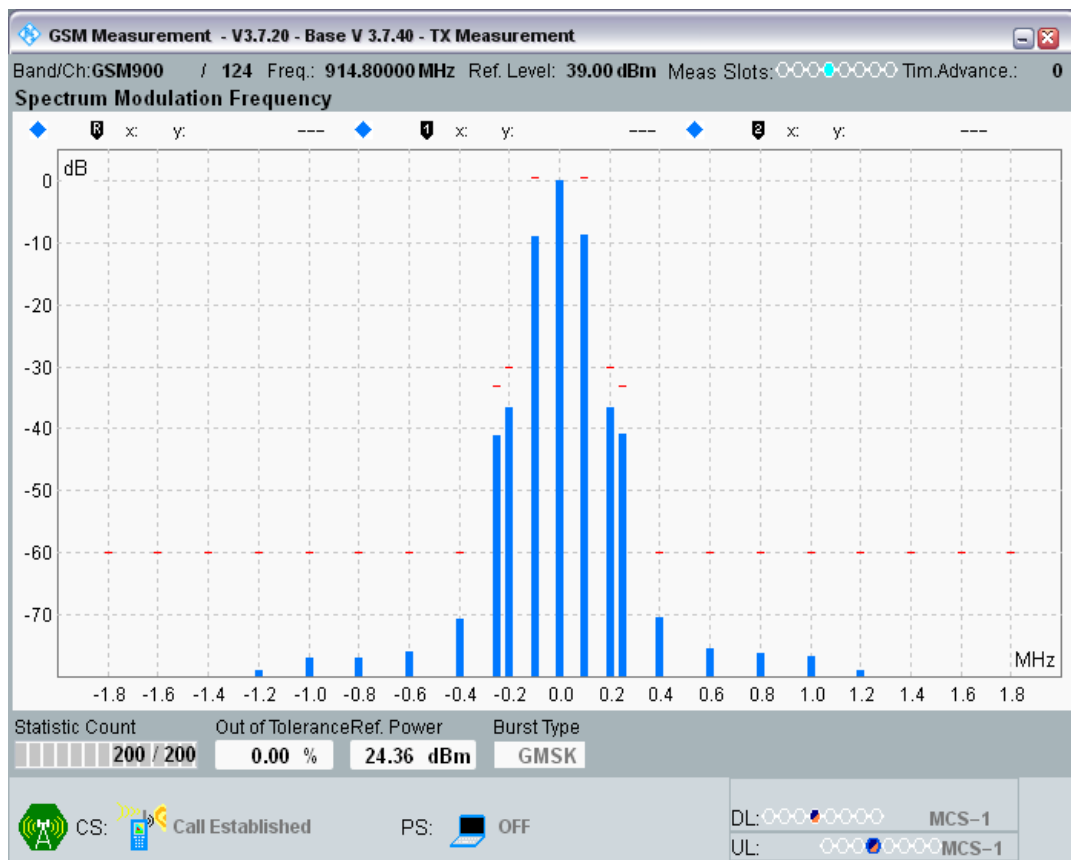 GSM Measurement - V3.7.20 - Base V 3.7.40 - TX Measurement
Band/Ch:GSM900 / 124 Freq.: 914.80000 MHz Ref. Level: 39.00 dBm Meas Slots: Tim.Advance.: 0
Spectrum Modulation Frequency
R x: y: --- 1 x: y: --- 2 x: y: ---
dB
0
-10
-20
-30
-40
-50
-60
-70
MHz
-1.8 -1.6 -1.4 -1.2 -1.0 -0.8 -0.6 -0.4 -0.2 0.0 0.2 0.4 0.6 0.8 1.0 1.2 1.4 1.6 1.8
Statistic Count Out of Tolerance Ref. Power Burst Type
200 / 200 0.00 % 24.36 dBm GMSK
CS: Call Established PS: OFF DL: MCS-1
UL: MCS-1